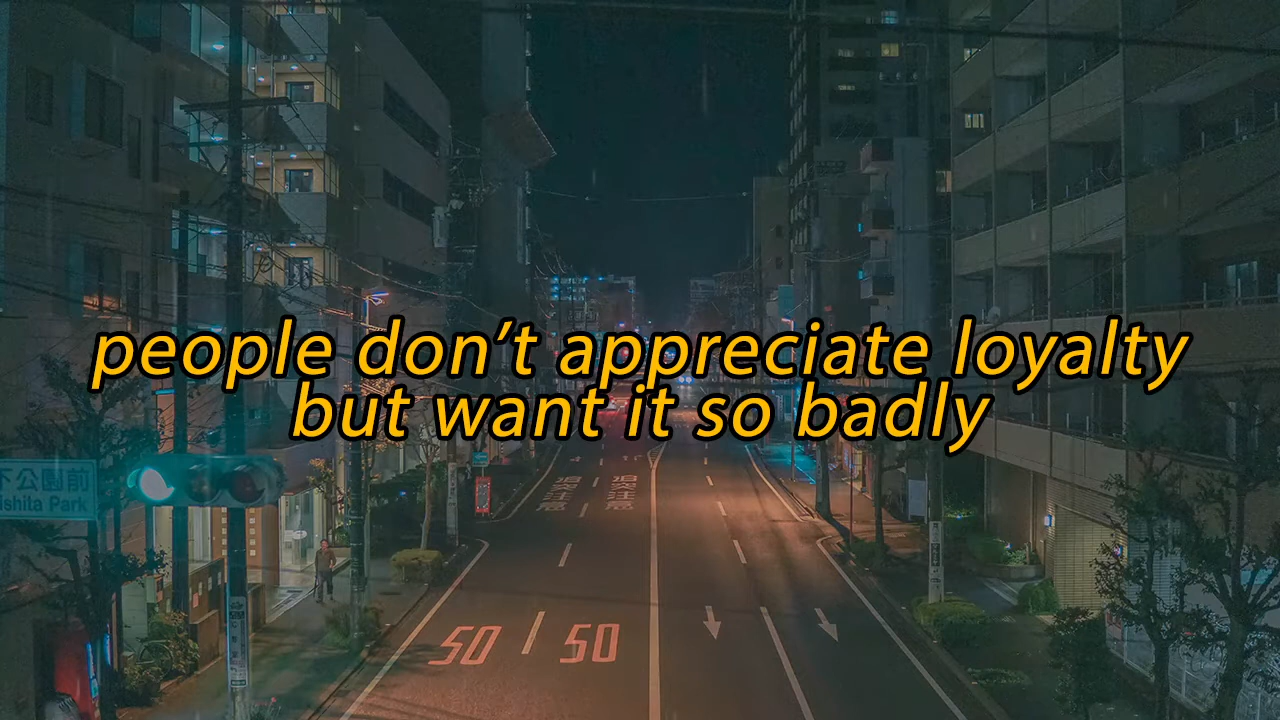 people don’t appreciate loyalty
but want it so badly
下公園前
ishita Park
50 50